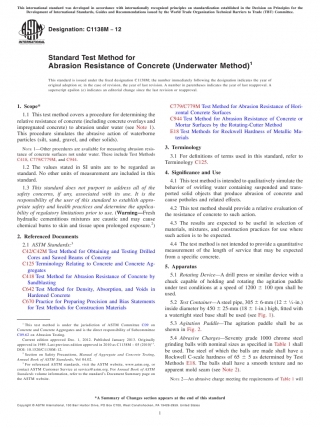 This international standard was developed in accordance with internationally recognized principles on standardization established in the Decision on Principles for the
Development of International Standards, Guides and Recommendations issued by the World Trade Organization Technical Barriers to Trade (TBT) Committee.
Designation: C1138M – 12
INTERNATIONAL
Standard Test Method for
Abrasion Resistance of Concrete (Underwater Method)1
This standard is issued under the fixed designation C1138M; the number immediately following the designation indicates the year of
original adoption or, in the case of revision, the year of last revision. A number in parentheses indicates the year of last reapproval. A
superscript epsilon (ε) indicates an editorial change since the last revision or reapproval.
1. Scope*
1.1 This test method covers a procedure for determining the
relative resistance of concrete (including concrete overlays and
impregnated concrete) to abrasion under water (see Note 1).
This procedure simulates the abrasive action of waterborne
particles (silt, sand, gravel, and other solids).
NOTE 1—Other procedures are available for measuring abrasion resis-
tance of concrete surfaces not under water. These include Test Methods
C418, C779/C779M, and C944.
1.2 The values stated in SI units are to be regarded as
standard. No other units of measurement are included in this
standard.
1.3 This standard does not purport to address all of the
safety concerns, if any, associated with its use. It is the
responsibility of the user of this standard to establish appro-
priate safety and health practices and determine the applica-
bility of regulatory limitations prior to use. (Warning—Fresh
hydraulic cementitious mixtures are caustic and may cause
chemical burns to skin and tissue upon prolonged exposure.2)
2. Referenced Documents
2.1 ASTM Standards:3
C42/C42M Test Method for Obtaining and Testing Drilled
Cores and Sawed Beams of Concrete
C125 Terminology Relating to Concrete and Concrete Ag-
gregates
C418 Test Method for Abrasion Resistance of Concrete by
Sandblasting
C642 Test Method for Density, Absorption, and Voids in
Hardened Concrete
C670 Practice for Preparing Precision and Bias Statements
for Test Methods for Construction Materials
1 This test method is under the jurisdiction of ASTM Committee C09 on
Concrete and Concrete Aggregates and is the direct responsibility of Subcommittee
on Abrasion Testing.
Current edition approved Dec. 1, 2012. Published January 2013. Originally
approved in 1989. Last previous edition approved in 2010 as
2 Section on Safety Precautions, Manual of Aggregate and Concrete Testing,
Annual Book of ASTM Standards, Vol 04.02.
3 For referenced ASTM standards, visit the ASTM website, www.astm.org, or
contact ASTM Customer Service at service@astm.org. For Annual Book of ASTM
Standards volume information, refer to the standard's Document Summary page on
the ASTM website.
C779/C779M Test Method for Abrasion Resistance of Hori-
zontal Concrete Surfaces
C944 Test Method for Abrasion Resistance of Concrete or
Mortar Surfaces by the Rotating-Cutter Method
E18 Test Methods for Rockwell Hardness of Metallic Ma-
terials
3. Terminology
3.1 For definitions of terms used in this standard, refer to
Terminology C125.
4. Significance and Use
4.1 This test method is intended to qualitatively simulate the
behavior of swirling water containing suspended and trans-
ported solid objects that produce abrasion of concrete and
cause potholes and related effects.
4.2 This test method should provide a relative evaluation of
the resistance of concrete to such action.
4.3 The results are expected to be useful in selection of
materials, mixtures, and construction practices for use where
such action is to be expected.
4.4 The test method is not intended to provide a quantitative
measurement of the length of service that may be expected
from a specific concrete.
5. Apparatus
5.1 Rotating Device—A drill press or similar device with a
chuck capable of holding and rotating the agitation paddle
under test conditions at a speed of 1200 ± 100 rpm shall be
used.
5.2 Test Container—A steel pipe, 305 ± 6-mm (12 ± ¼-in.)
inside diameter by 450 ± 25-mm (18 ± 1-in.) high, fitted with
a watertight steel base shall be used (see Fig. 1).
5.3 Agitation Paddle—The agitation paddle shall be as
shown in Fig. 2.
5.4 Abrasive Charges—Seventy grade 1000 chrome steel
grinding balls with nominal sizes as specified in Table 1 shall
be used. The steel of which the balls are made shall have a
Rockwell C-scale hardness of 65 ± 5 as determined by Test
Methods E18. The balls shall have a smooth texture and no
apparent mold seam (see Note 2).
NOTE 2—An abrasive charge meeting the requirements of Table 1 will
*A Summary of Changes section appears at the end of this standard
1